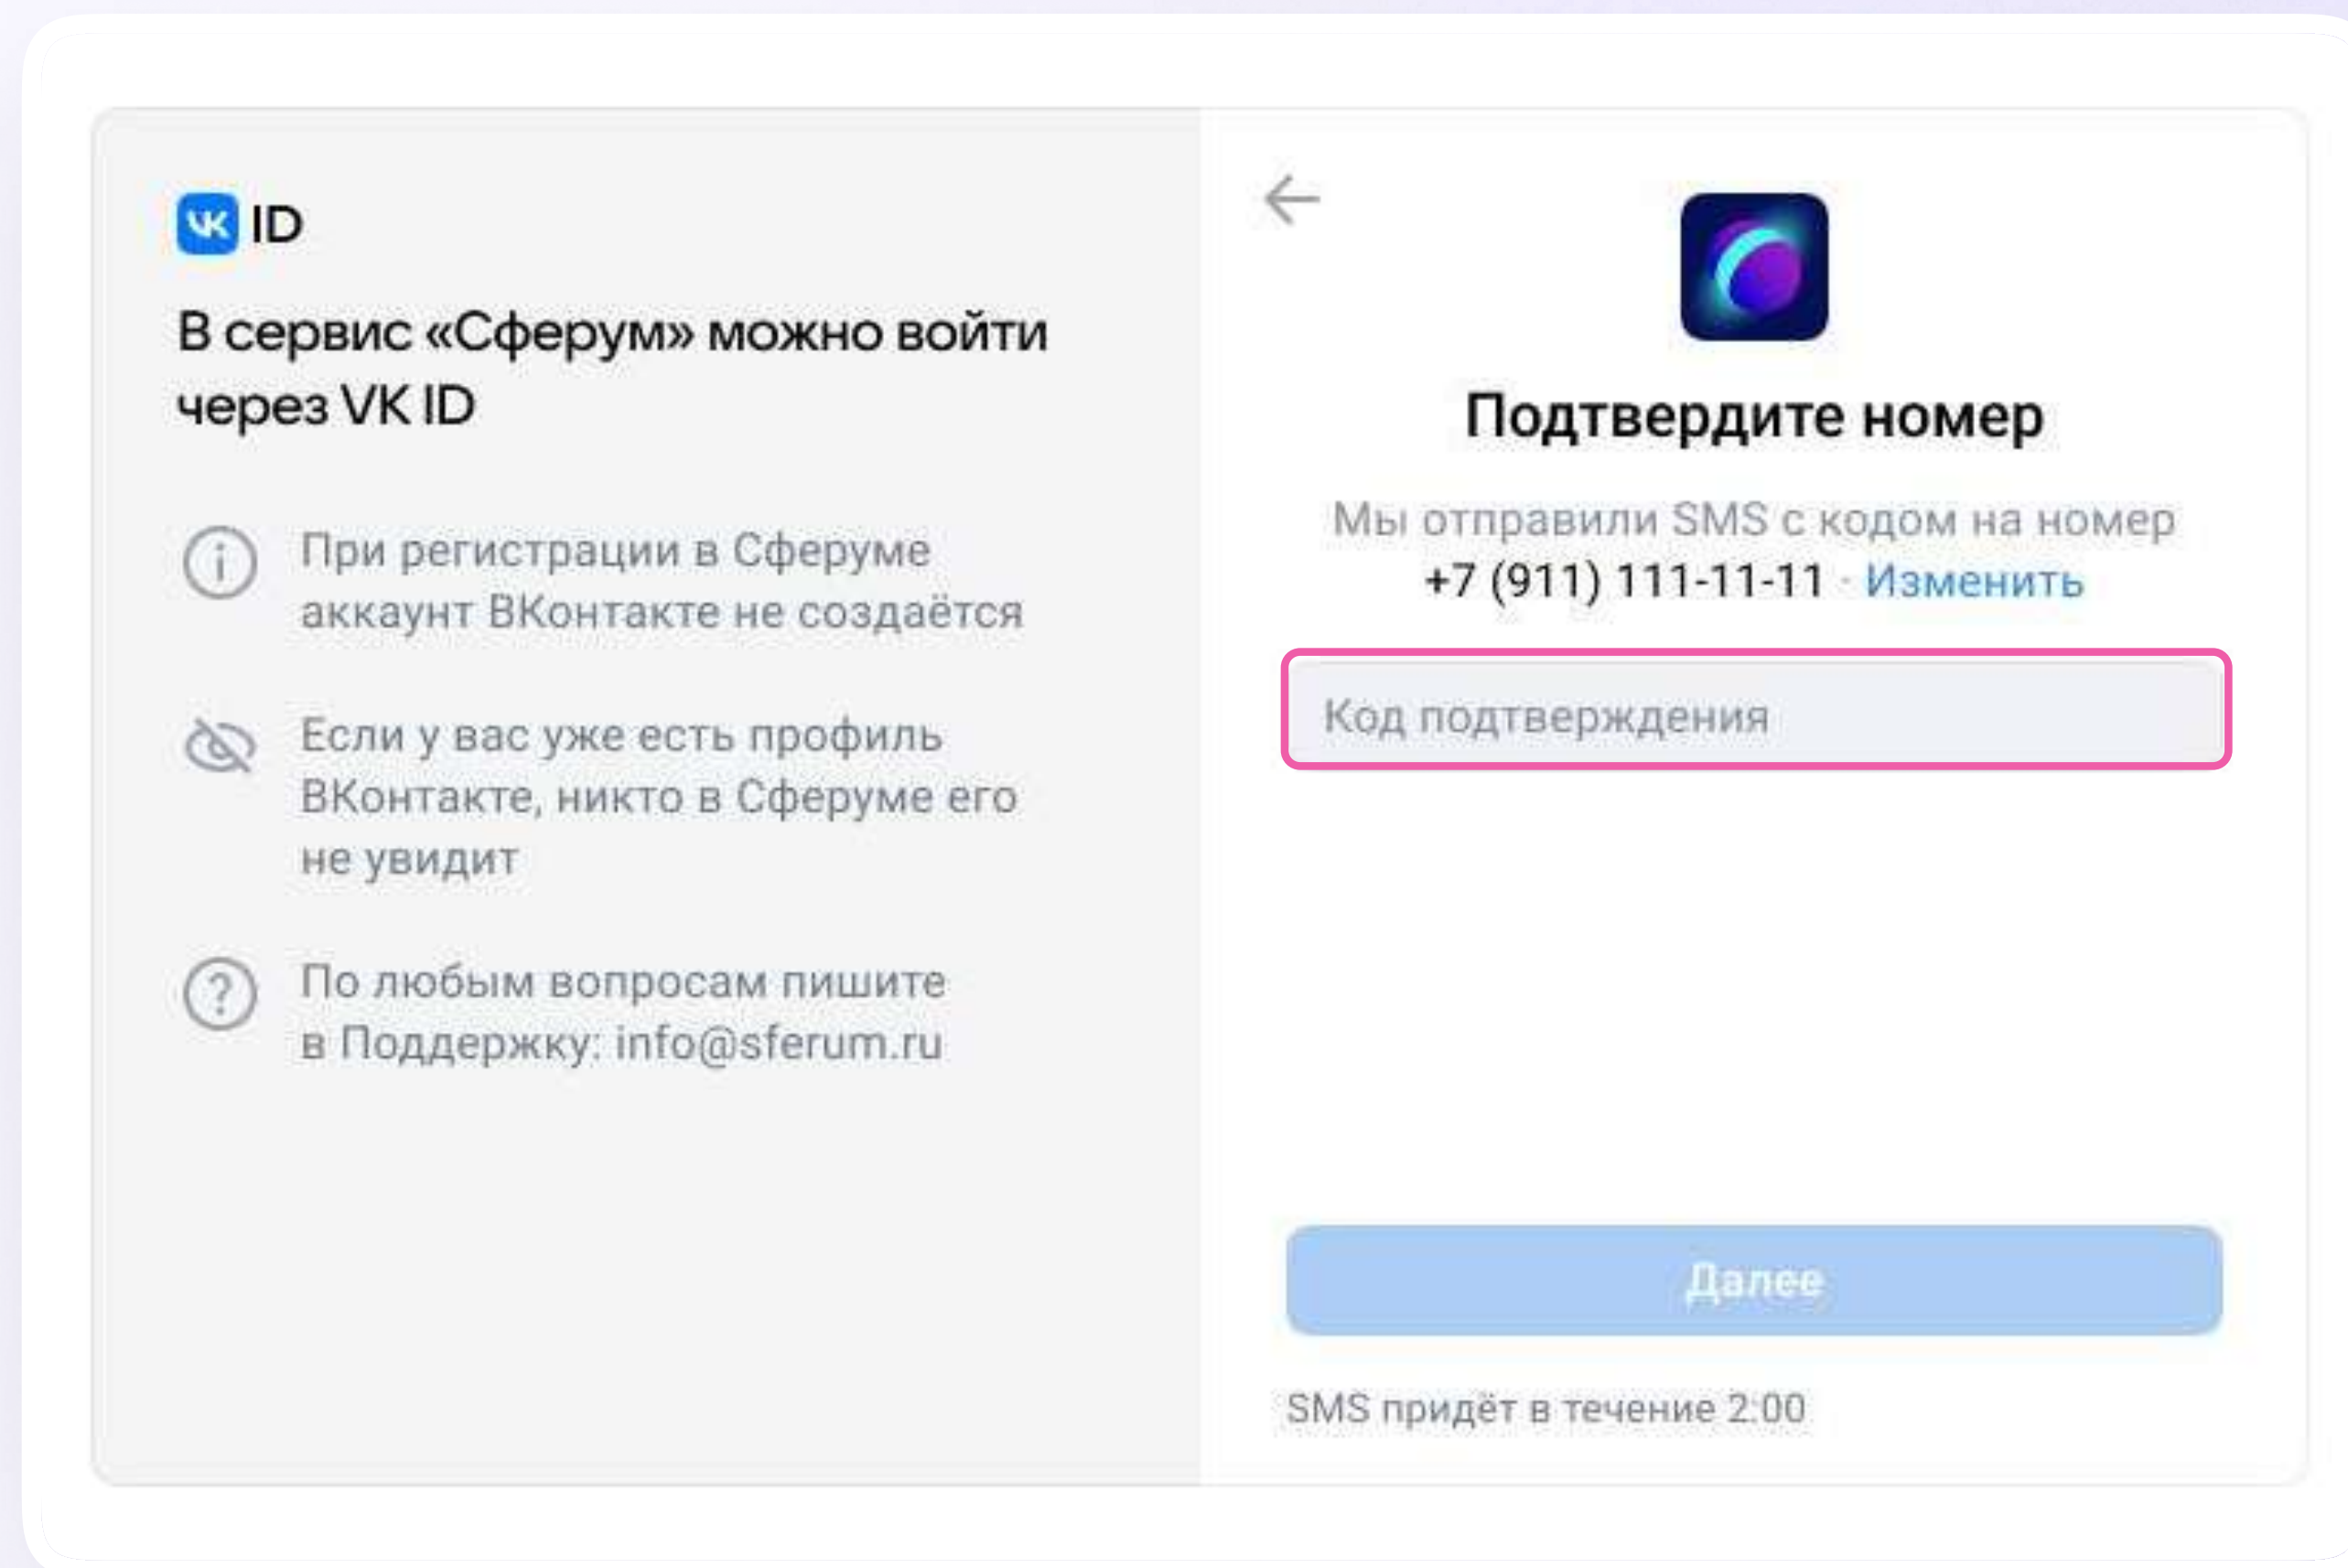 VK ID
В сервис «Сферум» можно войти
через VK ID
При регистрации в Сферуме
аккаунт ВКонтакте не создаётся
Если у вас уже есть профиль
ВКонтакте, никто в Сферуме его
не увидит
По любым вопросам пишите
в Поддержку: info@sferum.ru
Подтвердите номер
Мы отправили SMS с кодом на номер
+7 (911) 111-11-11 · Изменить
Код подтверждения
Далее
SMS придёт в течение 2:00